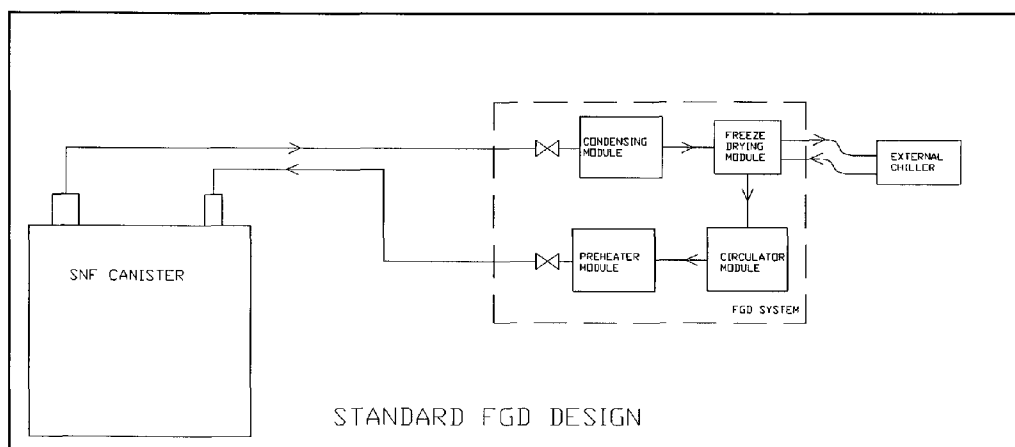 CONDENSING
MODULE
FREEZE
DRYING
MODULE
EXTERNAL
CHILLER
SNF CANISTER
PREHEATER
MODULE
CIRCULATOR
MODULE
FGD SYSTEM
STANDARD FGD DESIGN